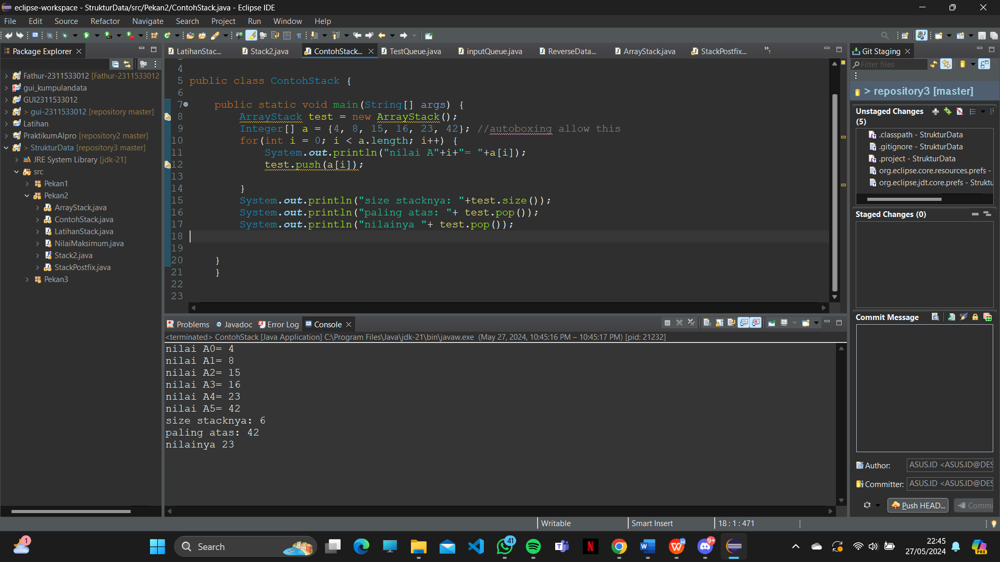 eclipse-workspace - StrukturData/src/Pekan2/ContohStack.java - Eclipse IDE
File Edit Source Refactor Navigate Search Project Run Window Help
Package Explorer
LatihanStac... Stack2.java ContohStack... TestQueue.java inputQueue.java ReverseData... ArrayStack.java StackPostfix... »1
Git Staging
Filter files
Fathur-2311533012 [Fathur-2311533012
gui_kumpulandata
GUI2311533012
> gui-2311533012 [repository master]
Latihan
PraktikumAlpro [repository2 master]
> StrukturData [repository3 master]
JRE System Library [jdk-21]
src
Pekan1
Pekan2
ArrayStack.java
ContohStack.java
LatihanStack.java
NilaiMaksimum.java
Stack2.java
StackPostfix.java
Pekan3
4
5 public class ContohStack {
6
7 public static void main(String[] args) {
8 ArrayStack test = new ArrayStack();
9 Integer[] a = {4, 8, 15, 16, 23, 42}; //autoboxing allow this
10 for(int i = 0; i < a.length; i++) {
11 System.out.println("nilai A"+i+"= "+a[i]);
12 test.push(a[i]);
13
14 }
15 System.out.println("size stacknya: "+test.size());
16 System.out.println("paling atas: "+ test.pop());
17 System.out.println("nilainya "+ test.pop());
18
19
20 }
21 }
22
23
> repository3 [master]
Unstaged Changes
(5)
.classpath - StrukturData
.gitignore - StrukturData
.project - StrukturData
org.eclipse.core.resources.prefs -
org.eclipse.jdt.core.prefs - Struktu
Staged Changes (0)
Commit Message
Author: ASUS.ID <ASUS.ID@DES
Committer: ASUS.ID <ASUS.ID@DES
Push HEAD... Commi
Problems Javadoc Error Log Console
<terminated> ContohStack [Java Application] C:\Program Files\Java\jdk-21\bin\javaw.exe (May 27, 2024, 10:45:16 PM – 10:45:17 PM) [pid: 21232]
nilai A0= 4
nilai A1= 8
nilai A2= 15
nilai A3= 16
nilai A4= 23
nilai A5= 42
size stacknya: 6
paling atas: 42
nilainya 23
Writable Smart Insert 18 : 1 : 471
1
Search
41
9+
22:45
27/05/2024
PRE